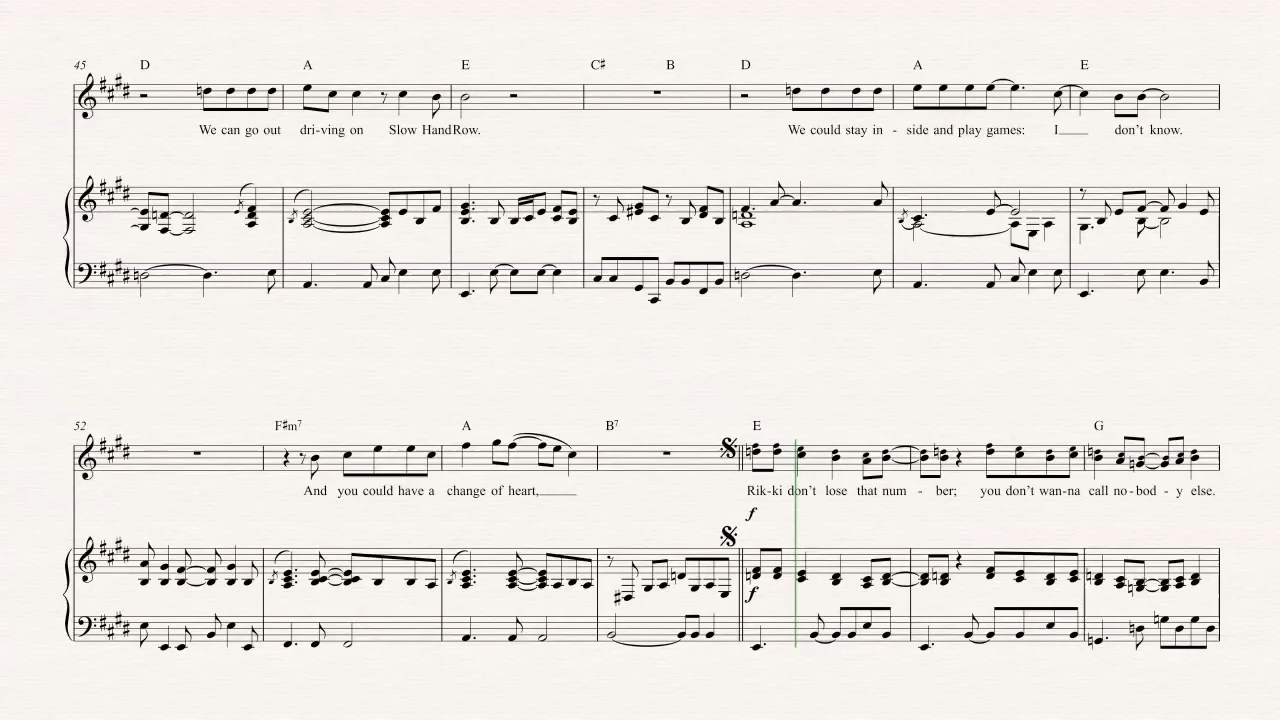 45 D A E C♯ B D A E
We can go out dri-ving on Slow Hand Row. We could stay in - side and play games: I____ don't know.
52 F♯m7 A B7 E G
And you could have a change of heart,____ Rik-ki don't lose that num - ber; you don't wan-na call no-bod - y else.
f
f